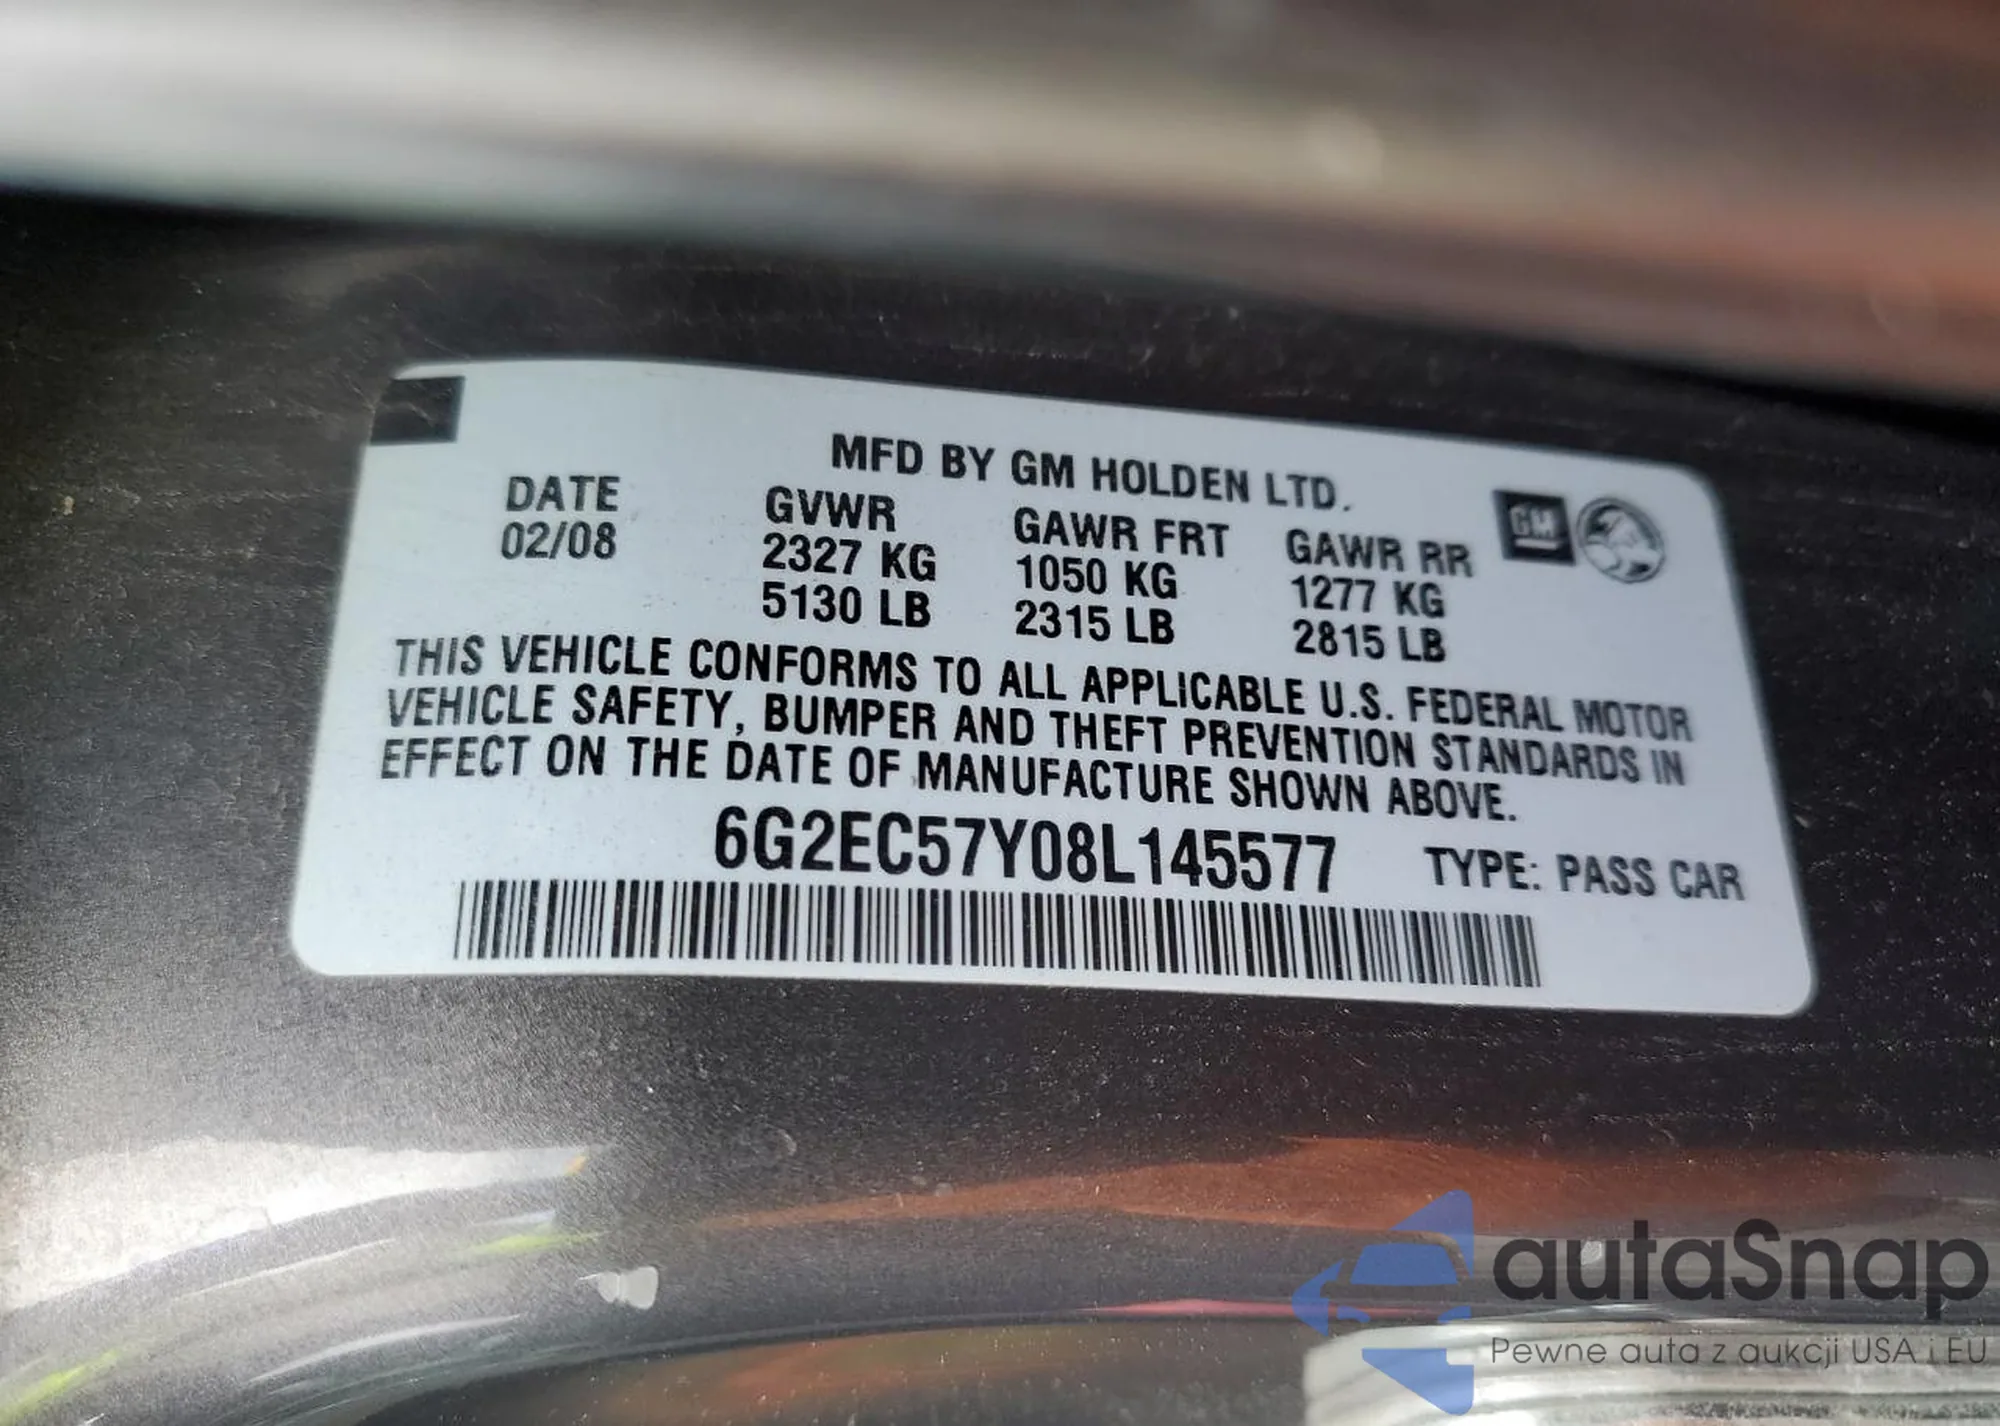 MFD BY GM HOLDEN LTD.
DATE GVWR GAWR FRT GAWR RR GM
02/08 2327 KG 1050 KG 1277 KG
5130 LB 2315 LB 2815 LB
THIS VEHICLE CONFORMS TO ALL APPLICABLE U.S. FEDERAL MOTOR
VEHICLE SAFETY, BUMPER AND THEFT PREVENTION STANDARDS IN
EFFECT ON THE DATE OF MANUFACTURE SHOWN ABOVE.
6G2EC57Y08L145577 TYPE: PASS CAR
autaSnap
Pewne auta z aukcji USA i EU